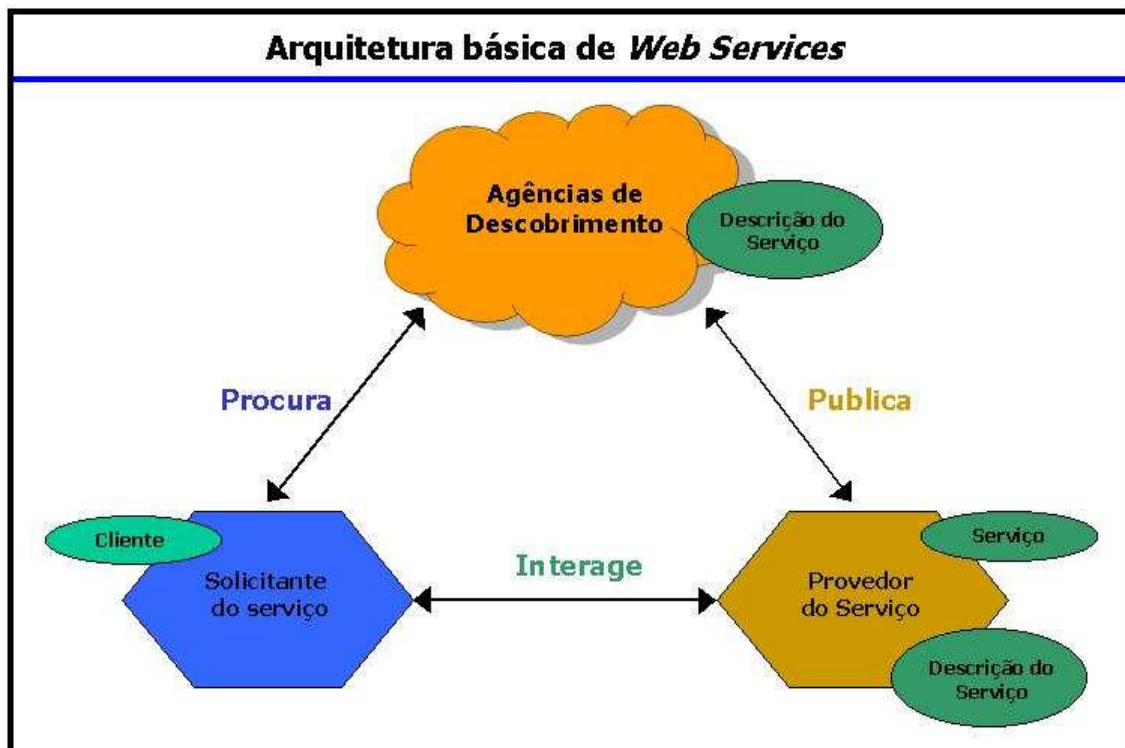 Arquitetura básica de Web Services
Agências de
Descobrimento
Descrição do
Serviço
Procura
Publica
Cliente
Solicitante
do serviço
Interage
Serviço
Provedor
do Serviço
Descrição do
Serviço